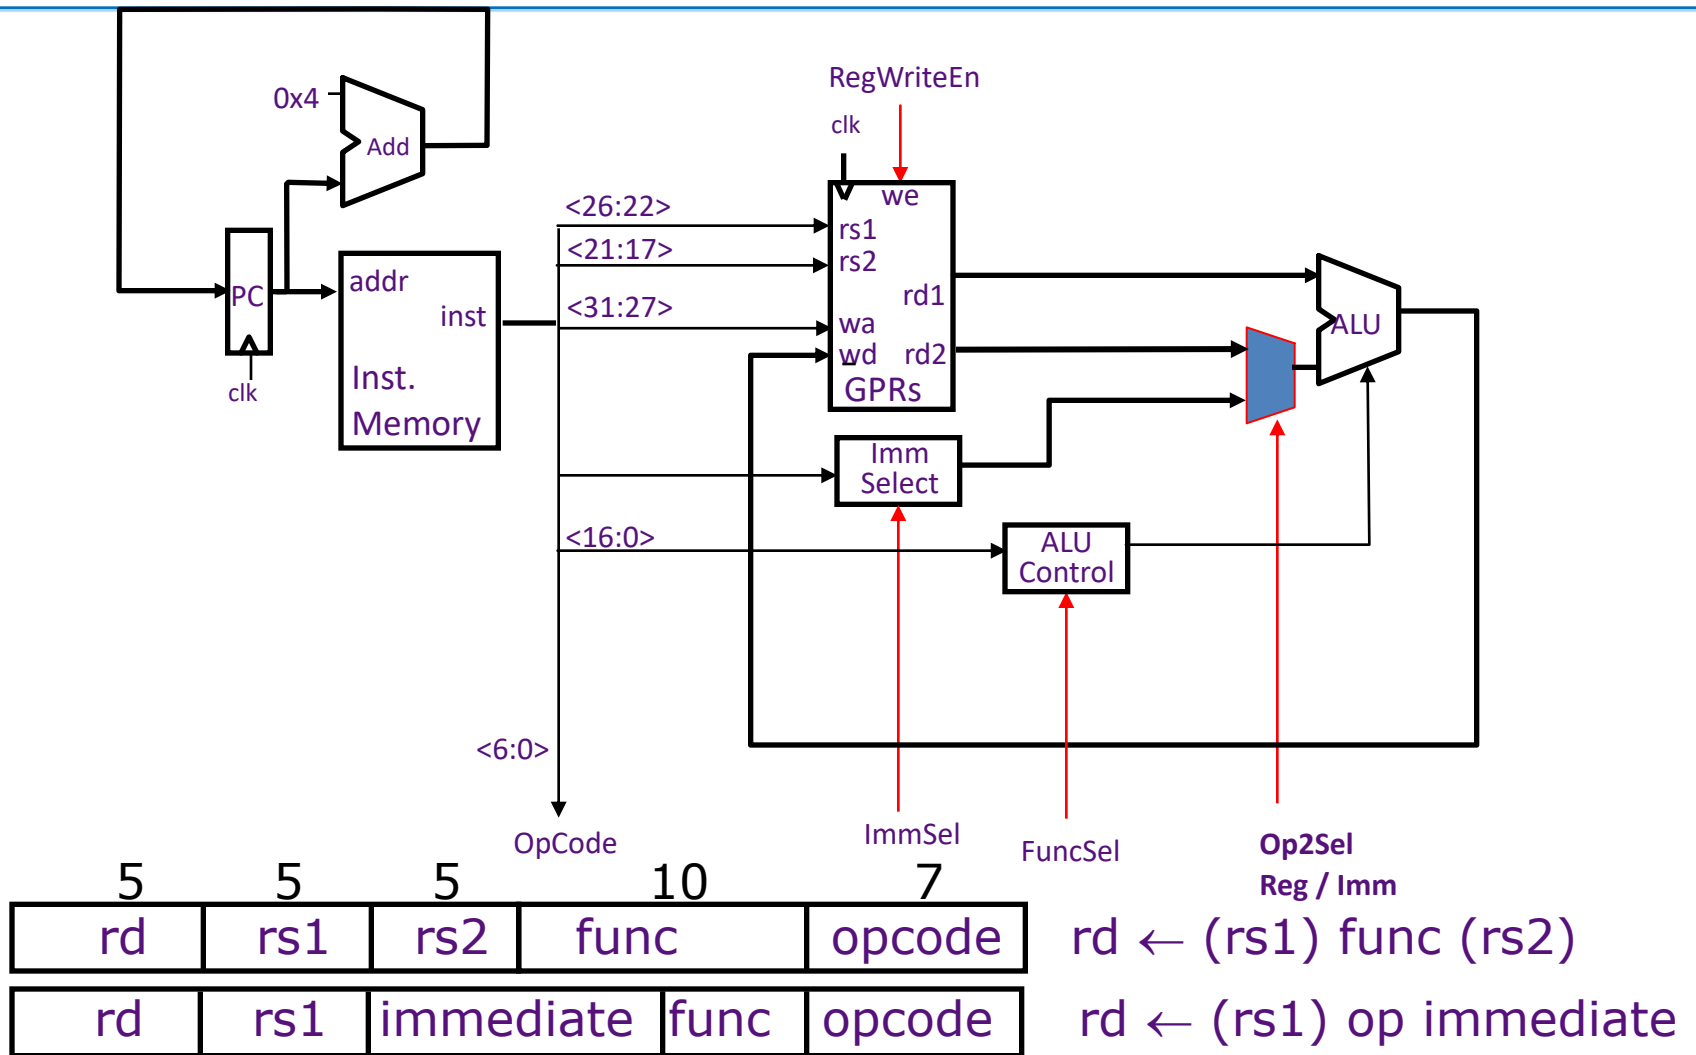 RegWriteEn
0x4
clk
Add
we
<26:22>
rs1
<21:17>
rs2
PC
addr
rd1
inst
<31:27>
wa
ALU
wd
rd2
Inst.
GPRs
clk
Memory
Imm
Select
<16:0>
ALU
Control
<6:0>
OpCode
ImmSel
FuncSel
Op2Sel
Reg / Imm
5 5 5 10 7
rd rs1 rs2 func opcode rd ← (rs1) func (rs2)
rd rs1 immediate func opcode rd ← (rs1) op immediate